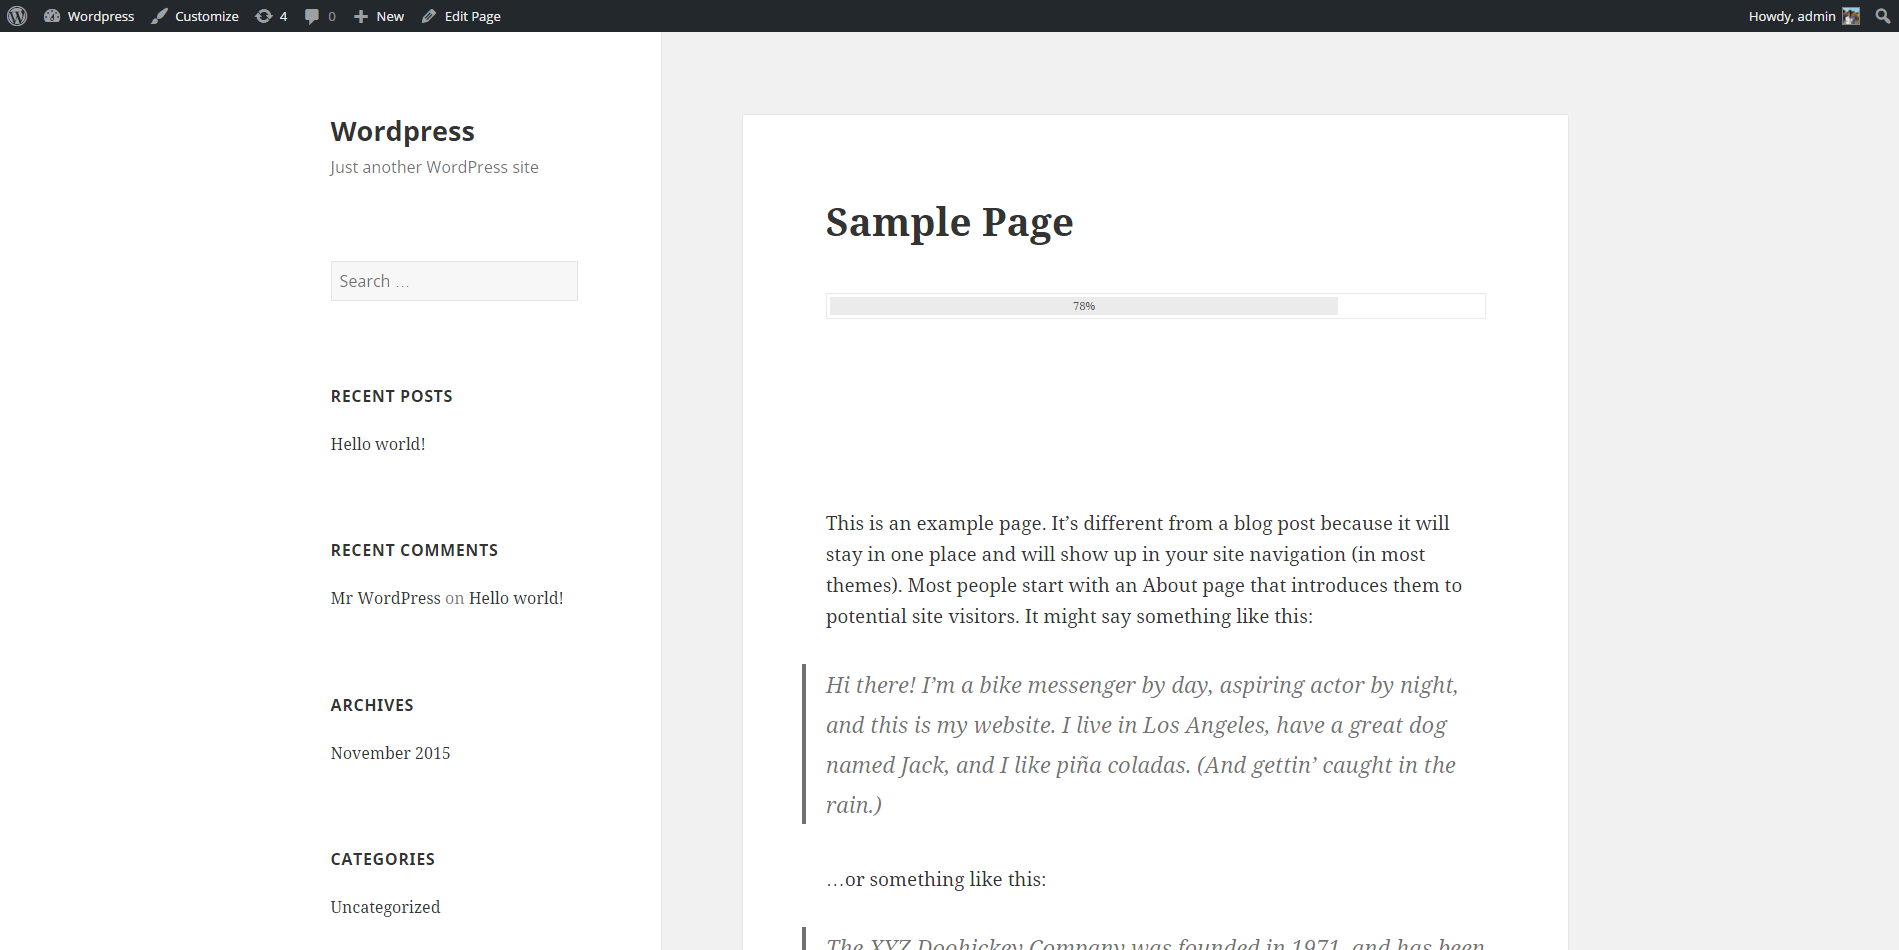 Wordpress Customize 4 0 New Edit Page Howdy, admin
Wordpress
Just another WordPress site
Search …
RECENT POSTS
Hello world!
RECENT COMMENTS
Mr WordPress on Hello world!
ARCHIVES
November 2015
CATEGORIES
Uncategorized
Sample Page
78%
This is an example page. It’s different from a blog post because it will
stay in one place and will show up in your site navigation (in most
themes). Most people start with an About page that introduces them to
potential site visitors. It might say something like this:
Hi there! I’m a bike messenger by day, aspiring actor by night,
and this is my website. I live in Los Angeles, have a great dog
named Jack, and I like piña coladas. (And gettin’ caught in the
rain.)
…or something like this:
The XYZ Doohickey Company was founded in 1971, and has been